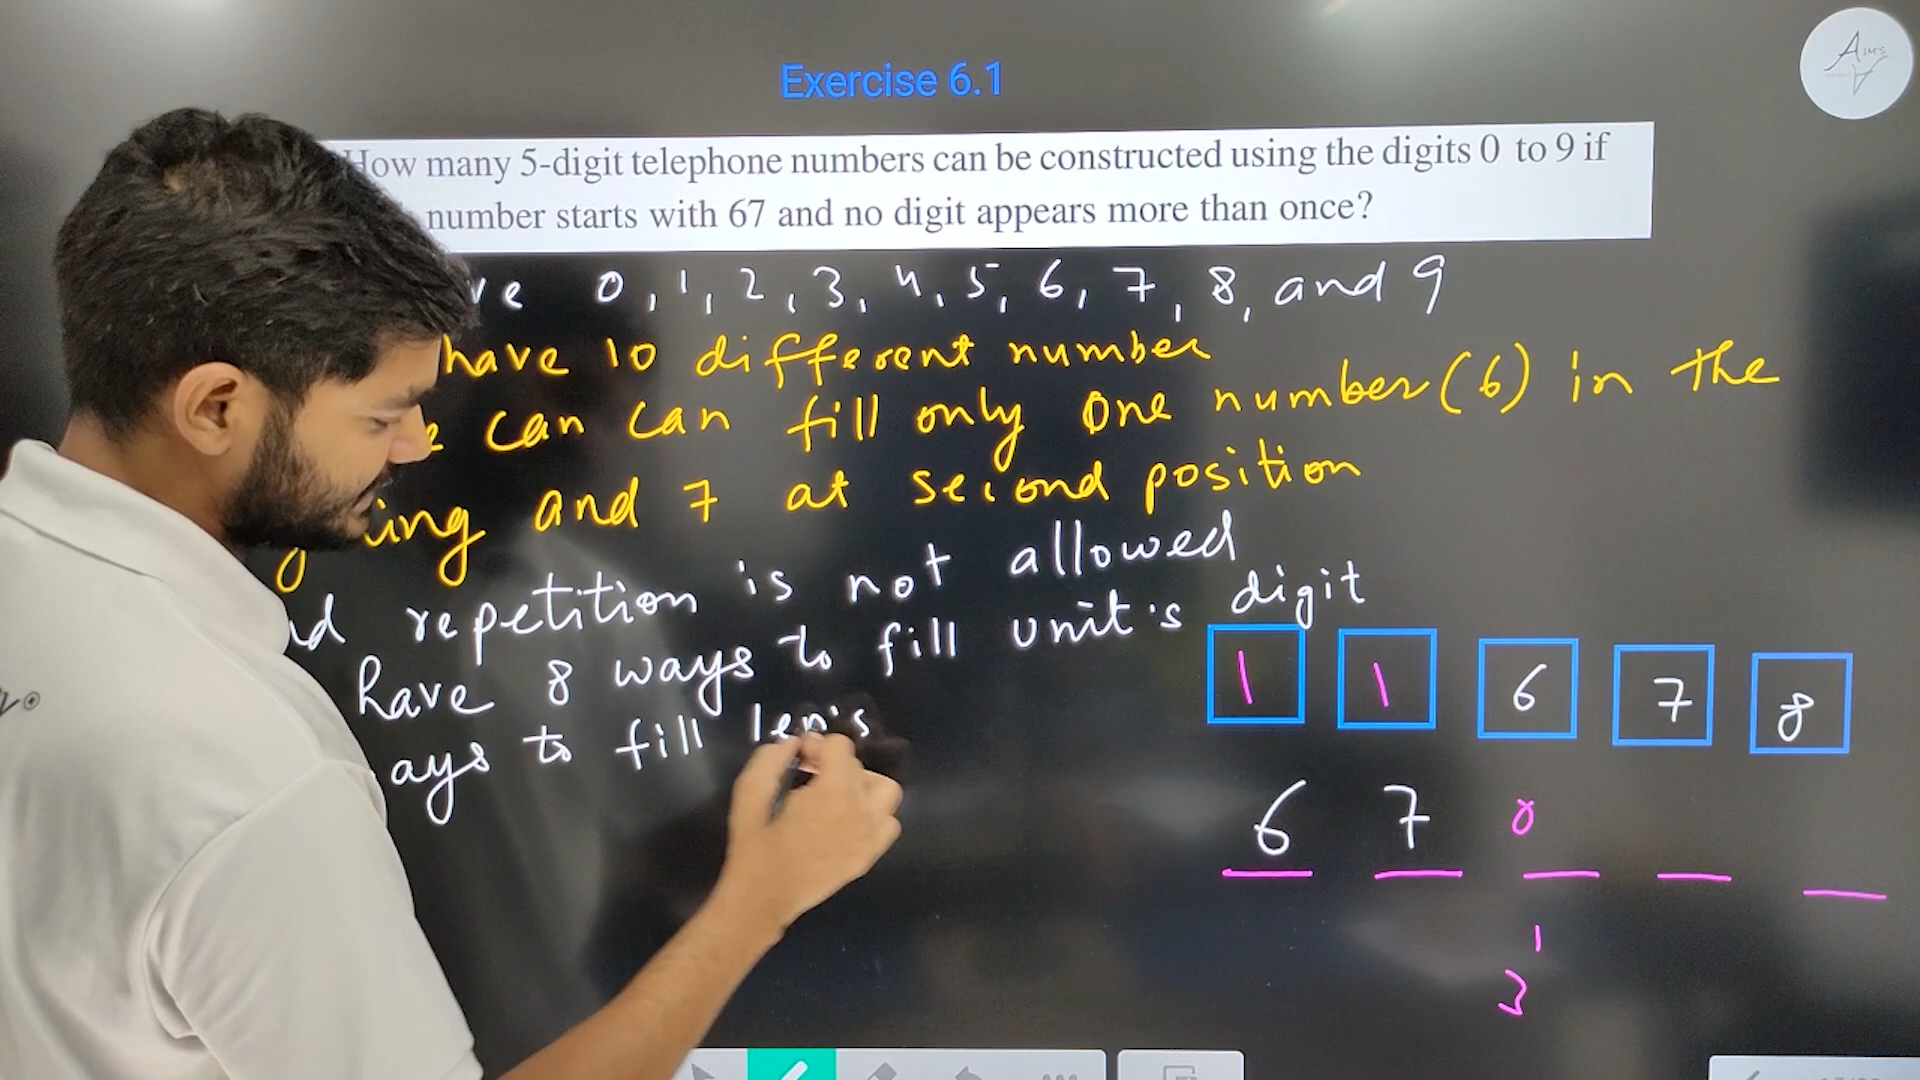 Exercise 6.1
How many 5-digit telephone numbers can be constructed using the digits 0 to 9 if
number starts with 67 and no digit appears more than once?
ve 0, 1, 2, 3, 4, 5, 6, 7, 8, and 9
have 10 different number
can can fill only one number (6) in the
ing and 7 at second position
repetition is not allowed
have 8 ways to fill unit's digit
ays to fill ten's
1 1 6 7 8
6 7 0
1
3
AIM'S